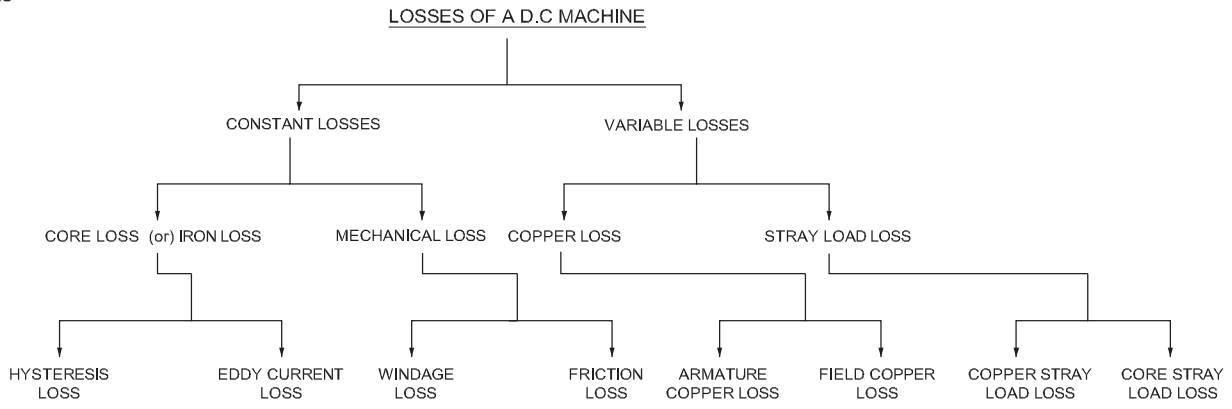 LOSSES OF A D.C MACHINE
CONSTANT LOSSES
VARIABLE LOSSES
CORE LOSS (or) IRON LOSS
MECHANICAL LOSS
COPPER LOSS
STRAY LOAD LOSS
HYSTERESIS
LOSS
EDDY CURRENT
LOSS
WINDAGE
LOSS
FRICTION
LOSS
ARMATURE
COPPER LOSS
FIELD COPPER
LOSS
COPPER STRAY
LOAD LOSS
CORE STRAY
LOAD LOSS